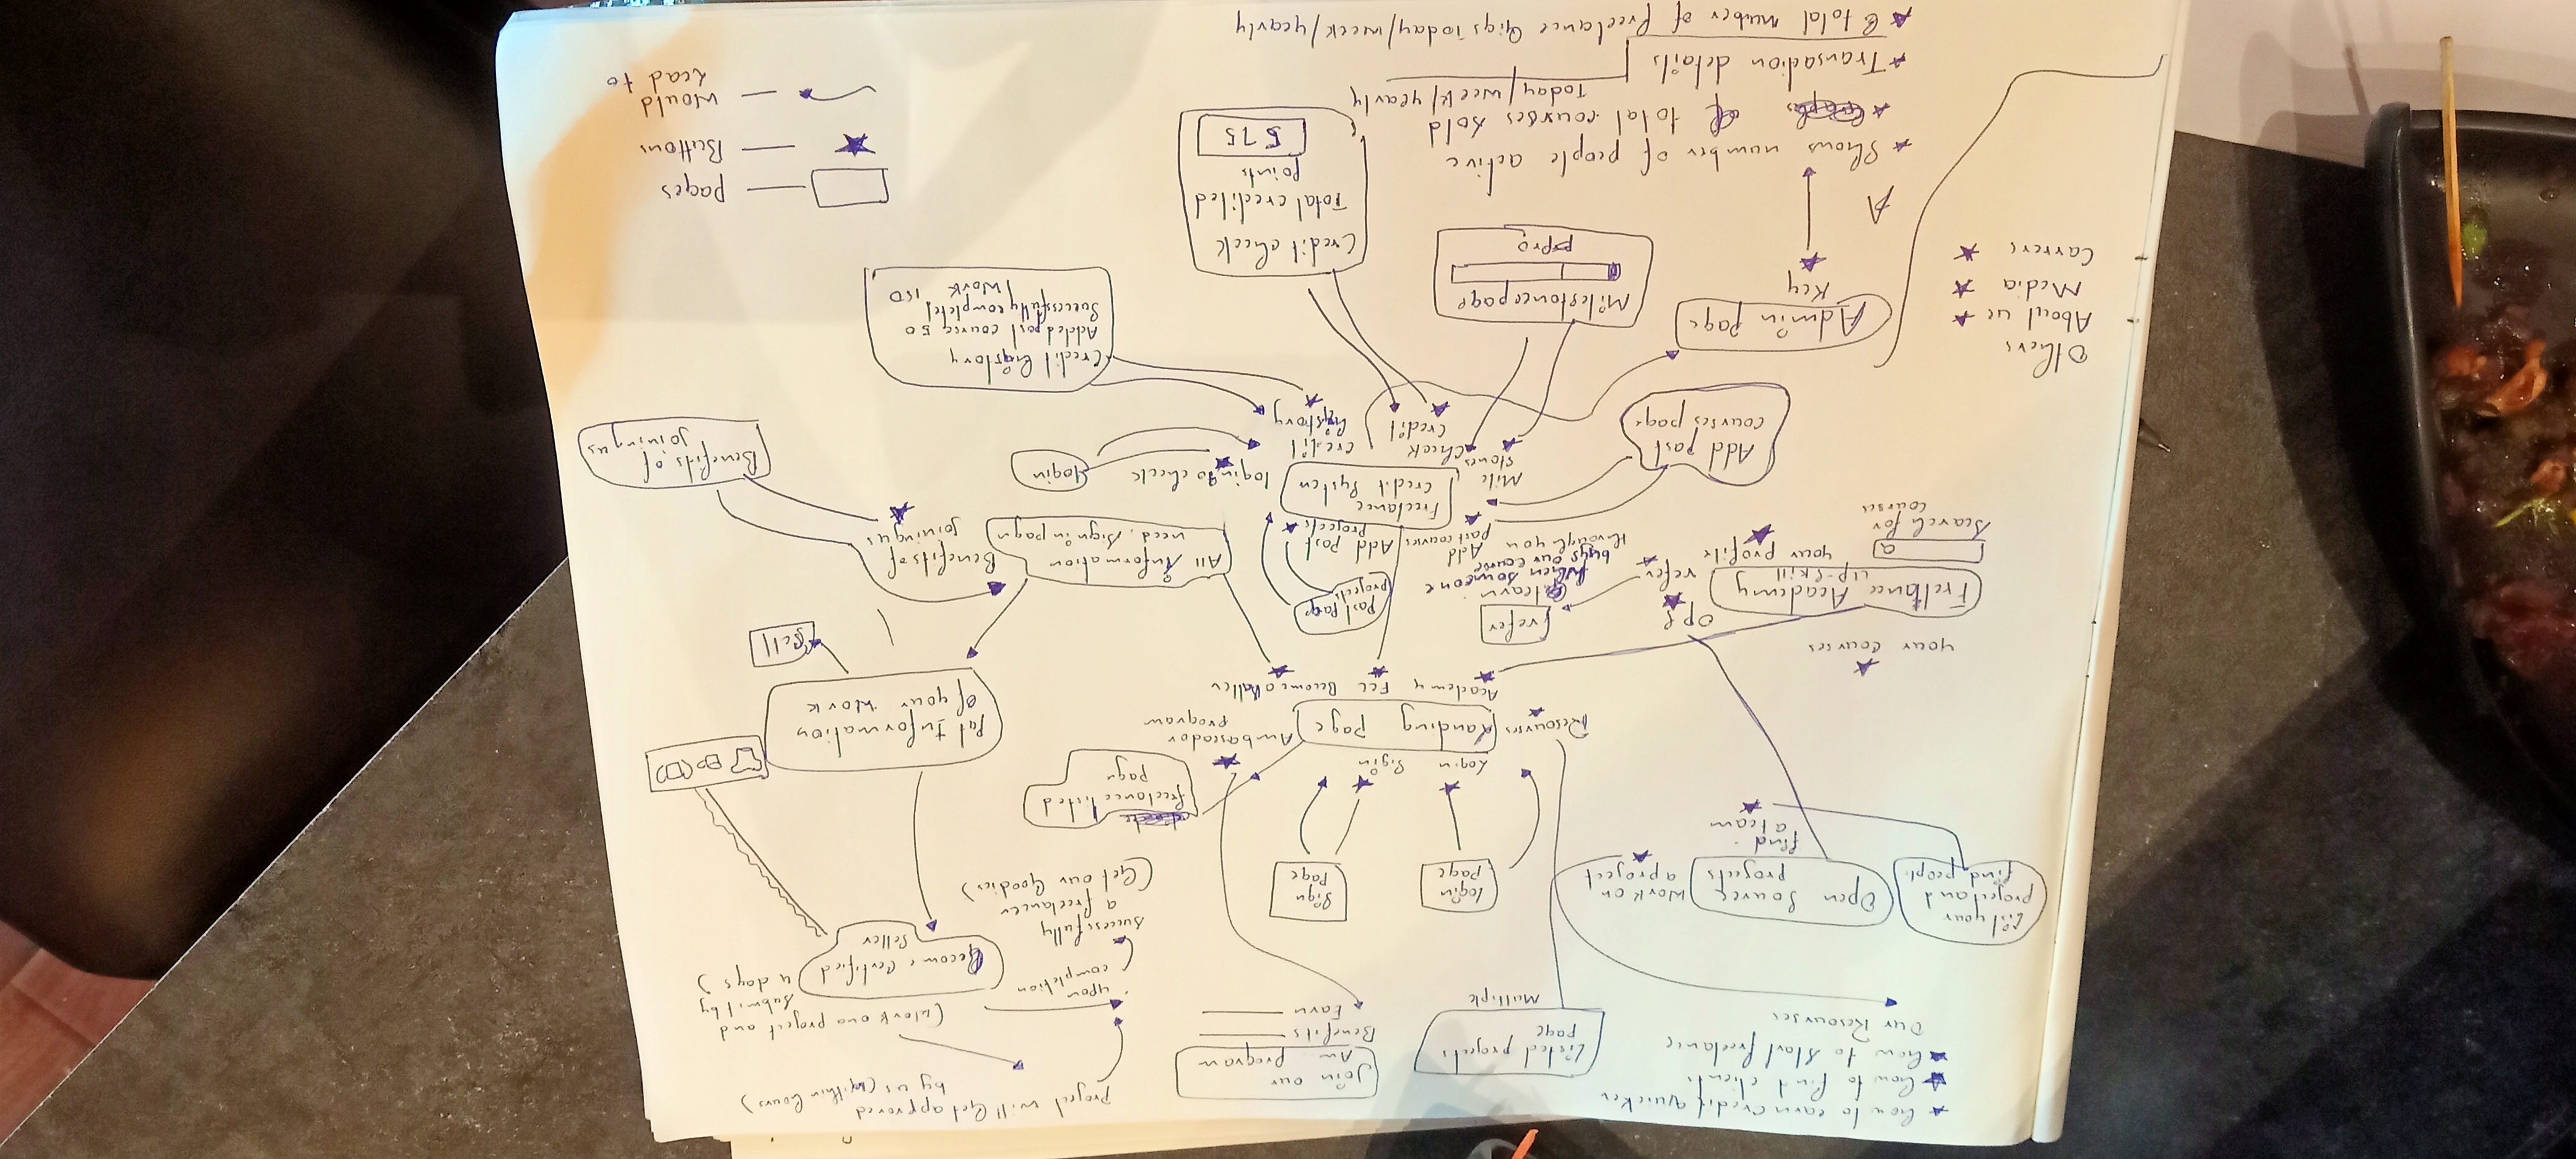 how to earn credit quicker
how to find clients
how to start freelance
our Resourses
Listed projects
page
Multiple
Join our
Am program
Benefits
Earn
project will Get approved
by us (within hours)
(Work on a project and
submit by
4 days)
upon
completion
Become Certified
Seller
successfully
a freelancer
(Get our Goodies)
List your
project and
find people
Open Source
projects
Work on
a project
find
a team
login
page
Sign
Page
freelance listed
page
Login
Sigin
Resourses
Landing page
Ambassador
program
Academy
FCC
Become a Seller
Put Information
Of your Work
Sell
your courses
Freelance Academy
UP-Skill
OPS
refer
refer
learn
When someone
buys our course
through you
Past page
projects
your profile
Search for
courses
Add
past courses
Add Past
Projects
All information
need. Sign in page
Benefits of
joining us
Freelance
Credit System
Mile
stones
Check
Credit
Credit
history
login to check
login
Benefits of
joining us
Add past
courses page
Others
About us
Media
Carrers
Admin page
Key
Milestones page
pro
Credit history
Added past course 50
Successfully completed
Work 150
Credit check
Total credited
points
575
A
Shows number of people active
of total courses sold
Today/week/yearly
Transadion details
total number of freelance Gigs Today/week/yearly
pages
Buttons
would
Lead to